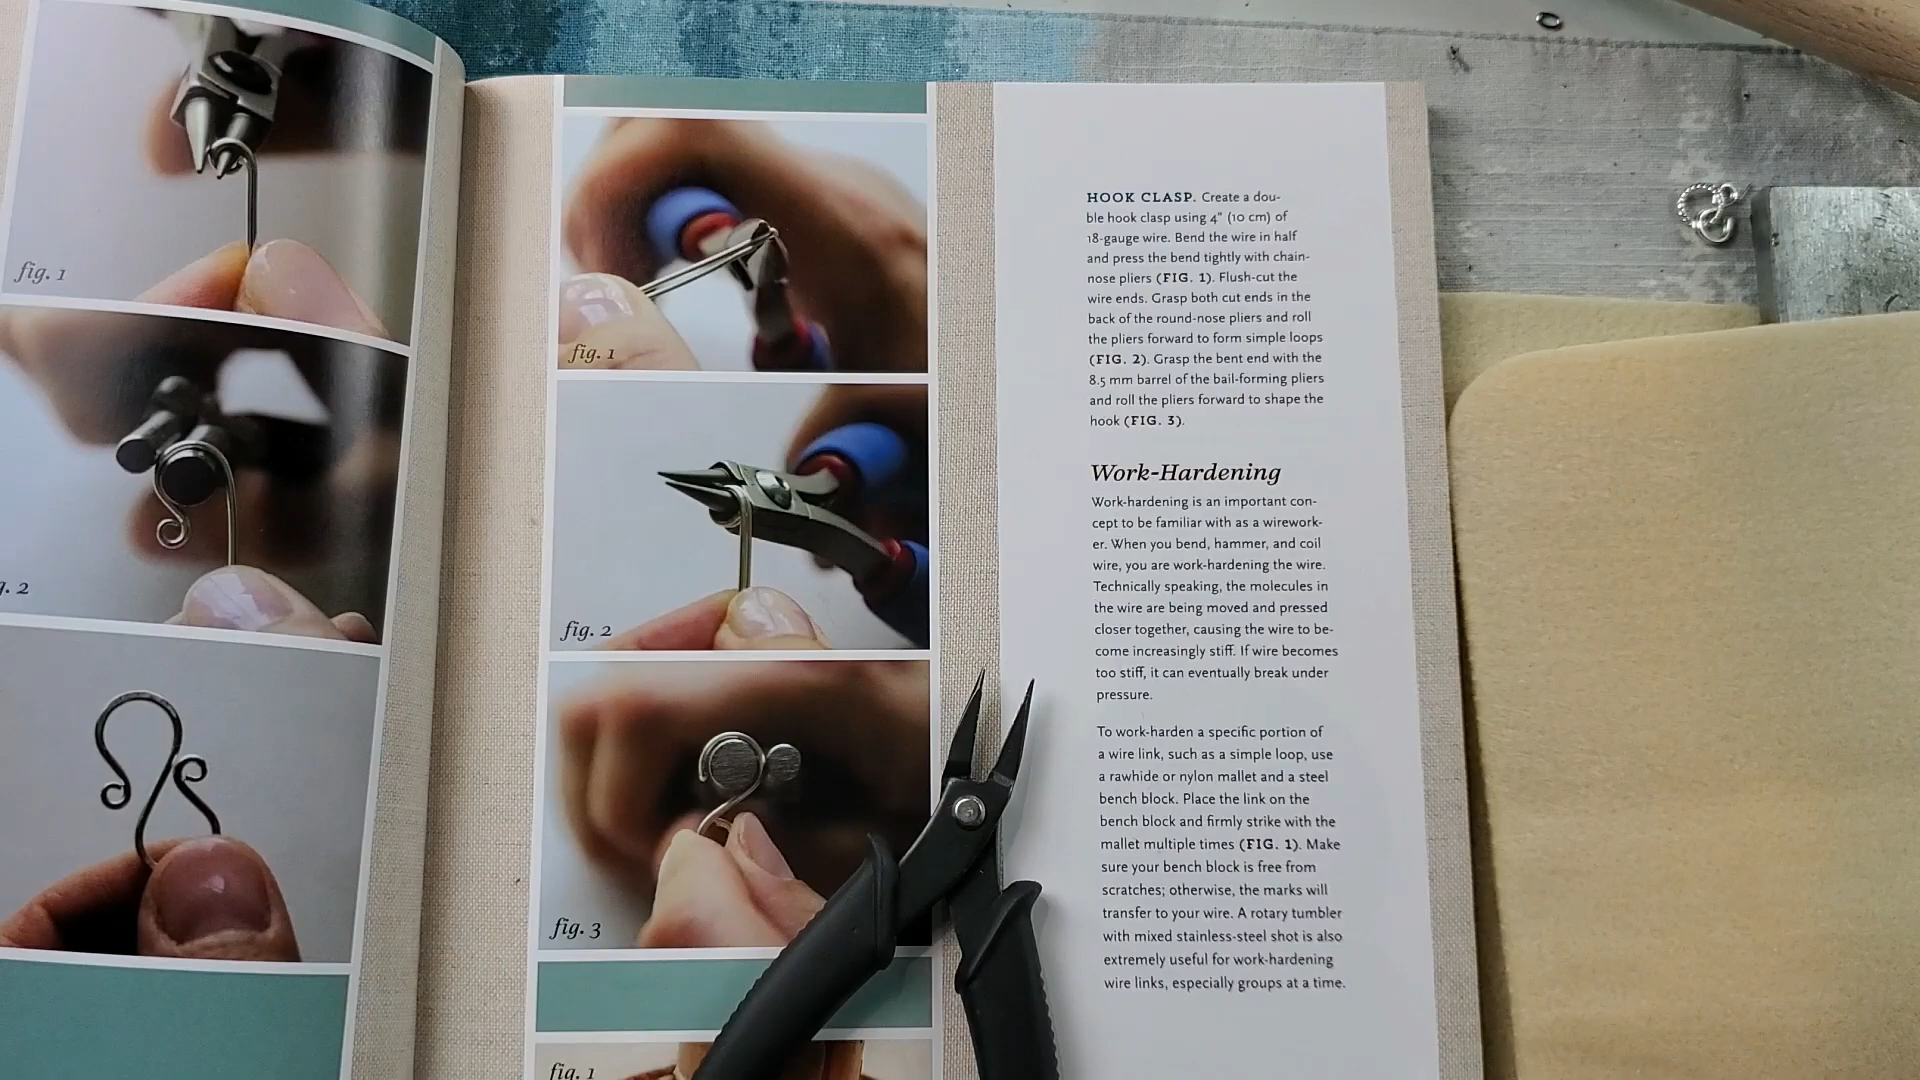 fig. 1
g. 2
fig. 1
fig. 2
fig. 3
fig. 1
HOOK CLASP. Create a dou-
ble hook clasp using 4" (10 cm) of
18-gauge wire. Bend the wire in half
and press the bend tightly with chain-
nose pliers (FIG. 1). Flush-cut the
wire ends. Grasp both cut ends in the
back of the round-nose pliers and roll
the pliers forward to form simple loops
(FIG. 2). Grasp the bent end with the
8.5 mm barrel of the bail-forming pliers
and roll the pliers forward to shape the
hook (FIG. 3).
Work-Hardening
Work-hardening is an important con-
cept to be familiar with as a wirework-
er. When you bend, hammer, and coil
wire, you are work-hardening the wire.
Technically speaking, the molecules in
the wire are being moved and pressed
closer together, causing the wire to be-
come increasingly stiff. If wire becomes
too stiff, it can eventually break under
pressure.
To work-harden a specific portion of
a wire link, such as a simple loop, use
a rawhide or nylon mallet and a steel
bench block. Place the link on the
bench block and firmly strike with the
mallet multiple times (FIG. 1). Make
sure your bench block is free from
scratches; otherwise, the marks will
transfer to your wire. A rotary tumbler
with mixed stainless-steel shot is also
extremely useful for work-hardening
wire links, especially groups at a time.